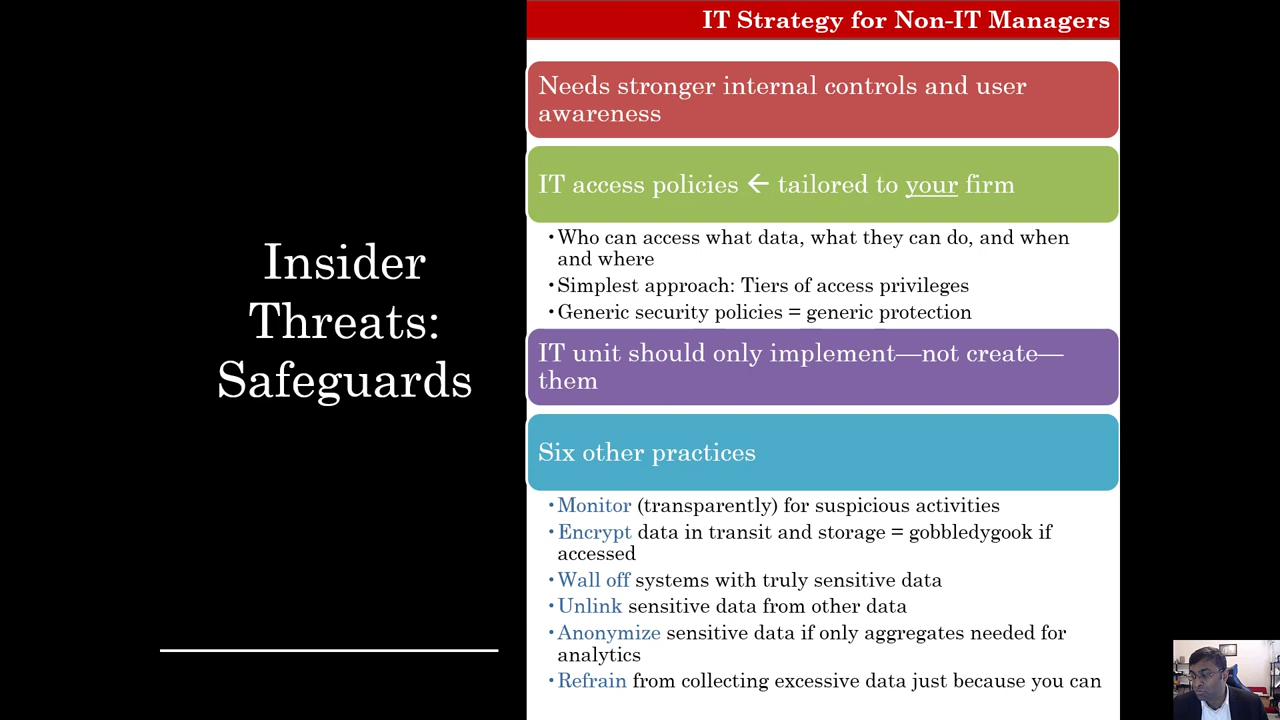 IT Strategy for Non-IT Managers
Insider
Threats:
Safeguards
Needs stronger internal controls and user
awareness
IT access policies ← tailored to your firm
•Who can access what data, what they can do, and when
and where
•Simplest approach: Tiers of access privileges
•Generic security policies = generic protection
IT unit should only implement—not create—
them
Six other practices
•Monitor (transparently) for suspicious activities
•Encrypt data in transit and storage = gobbledygook if
accessed
•Wall off systems with truly sensitive data
•Unlink sensitive data from other data
•Anonymize sensitive data if only aggregates needed for
analytics
•Refrain from collecting excessive data just because you can